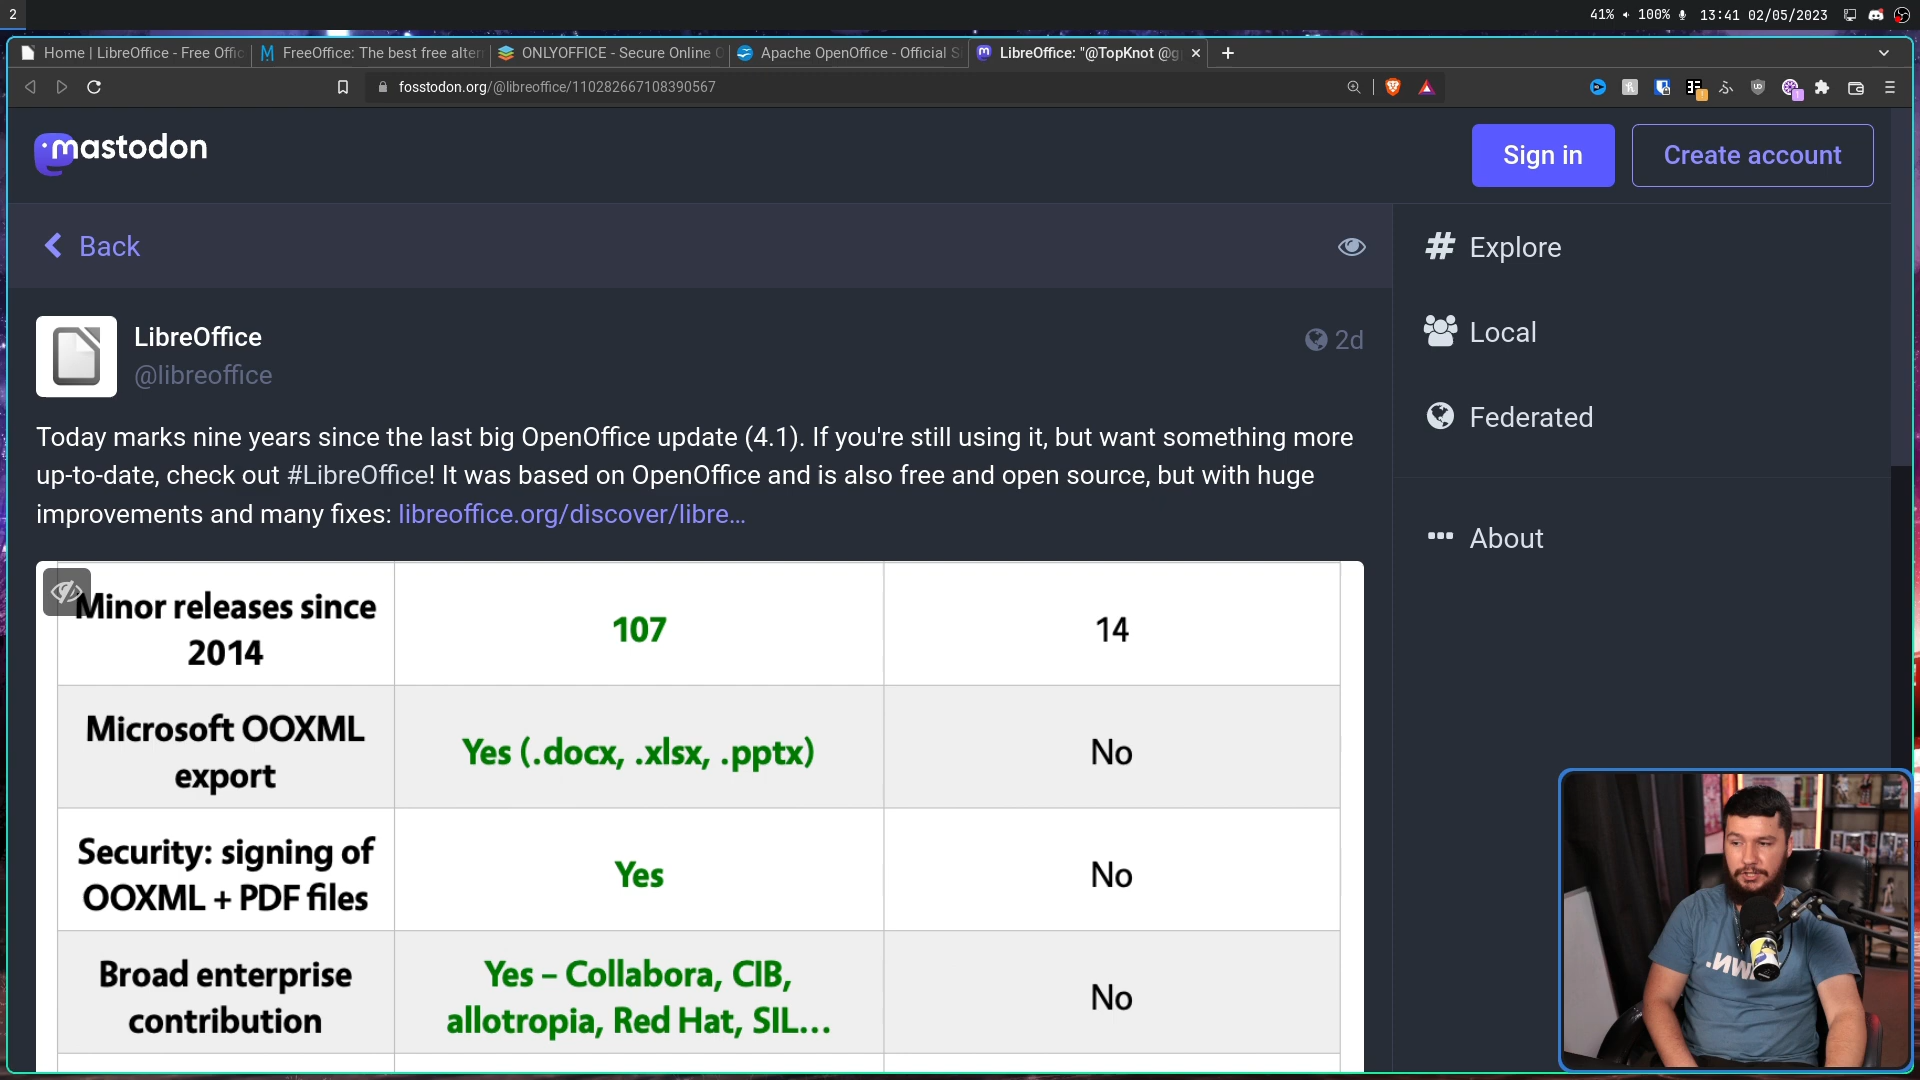 2
41%
100%
13:41 02/05/2023
Home | LibreOffice - Free Offic
FreeOffice: The best free alter
ONLYOFFICE - Secure Online O
Apache OpenOffice - Official S
LibreOffice: "@TopKnot @g
fosstodon.org/@libreoffice/110282667108390567
mastodon
Sign in
Create account
Back
Explore
Local
Federated
About
LibreOffice
@libreoffice
2d
Today marks nine years since the last big OpenOffice update (4.1). If you're still using it, but want something more
up-to-date, check out #LibreOffice! It was based on OpenOffice and is also free and open source, but with huge
improvements and many fixes: libreoffice.org/discover/libre…
Minor releases since
2014
107
14
Microsoft OOXML
export
Yes (.docx, .xlsx, .pptx)
No
Security: signing of
OOXML + PDF files
Yes
No
Broad enterprise
contribution
Yes – Collabora, CIB,
allotropia, Red Hat, SIL…
No